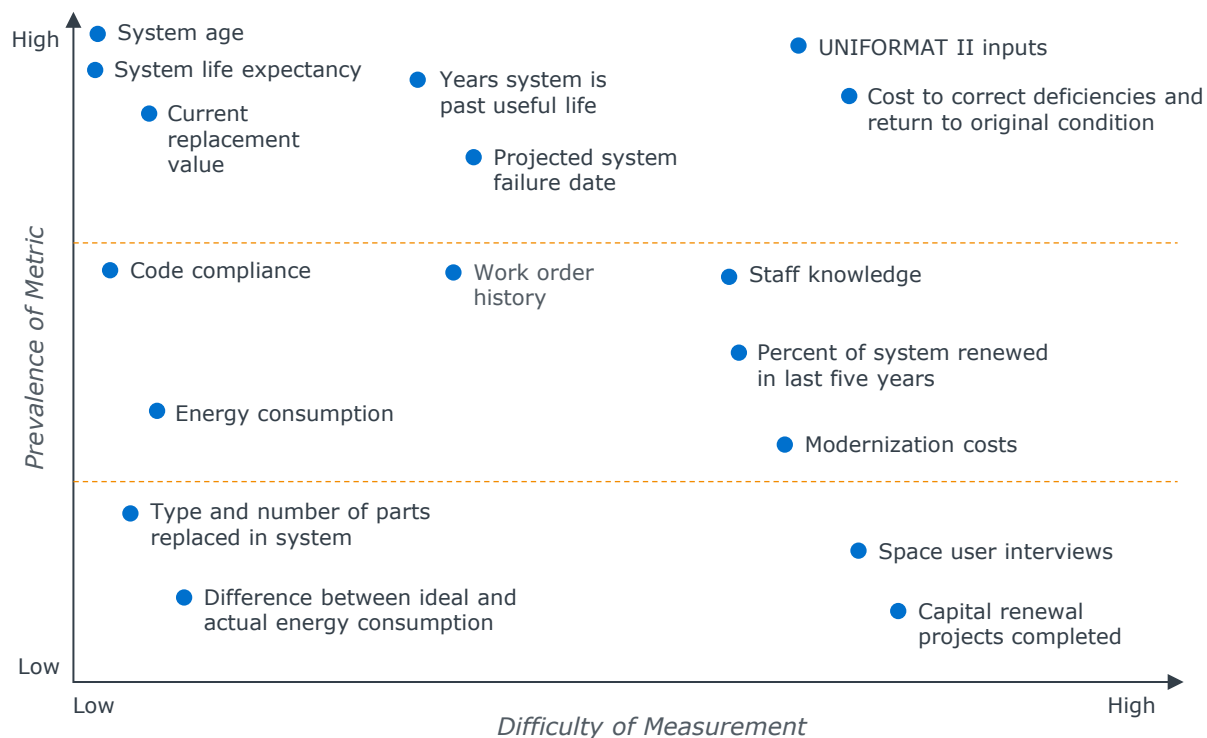 High
System age
System life expectancy
Current
replacement
value
Years system is
past useful life
Projected system
failure date
UNIFORMAT II inputs
Cost to correct deficiencies and
return to original condition
Prevalence of Metric
Code compliance
Work order
history
Staff knowledge
Percent of system renewed
in last five years
Energy consumption
Modernization costs
Type and number of parts
replaced in system
Difference between ideal and
actual energy consumption
Space user interviews
Capital renewal
projects completed
Low
Low
High
Difficulty of Measurement